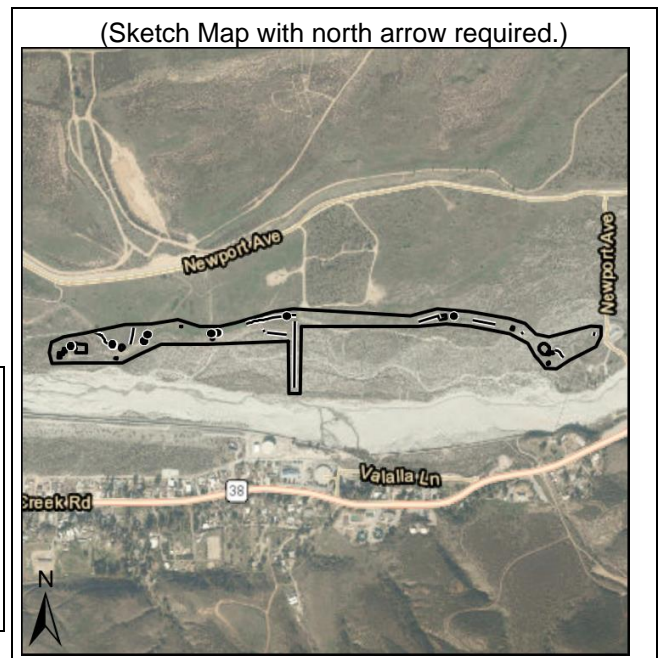 (Sketch Map with north arrow required.)
Newport Ave
Newport Ave
Valalla Ln
38
Creek Rd
N